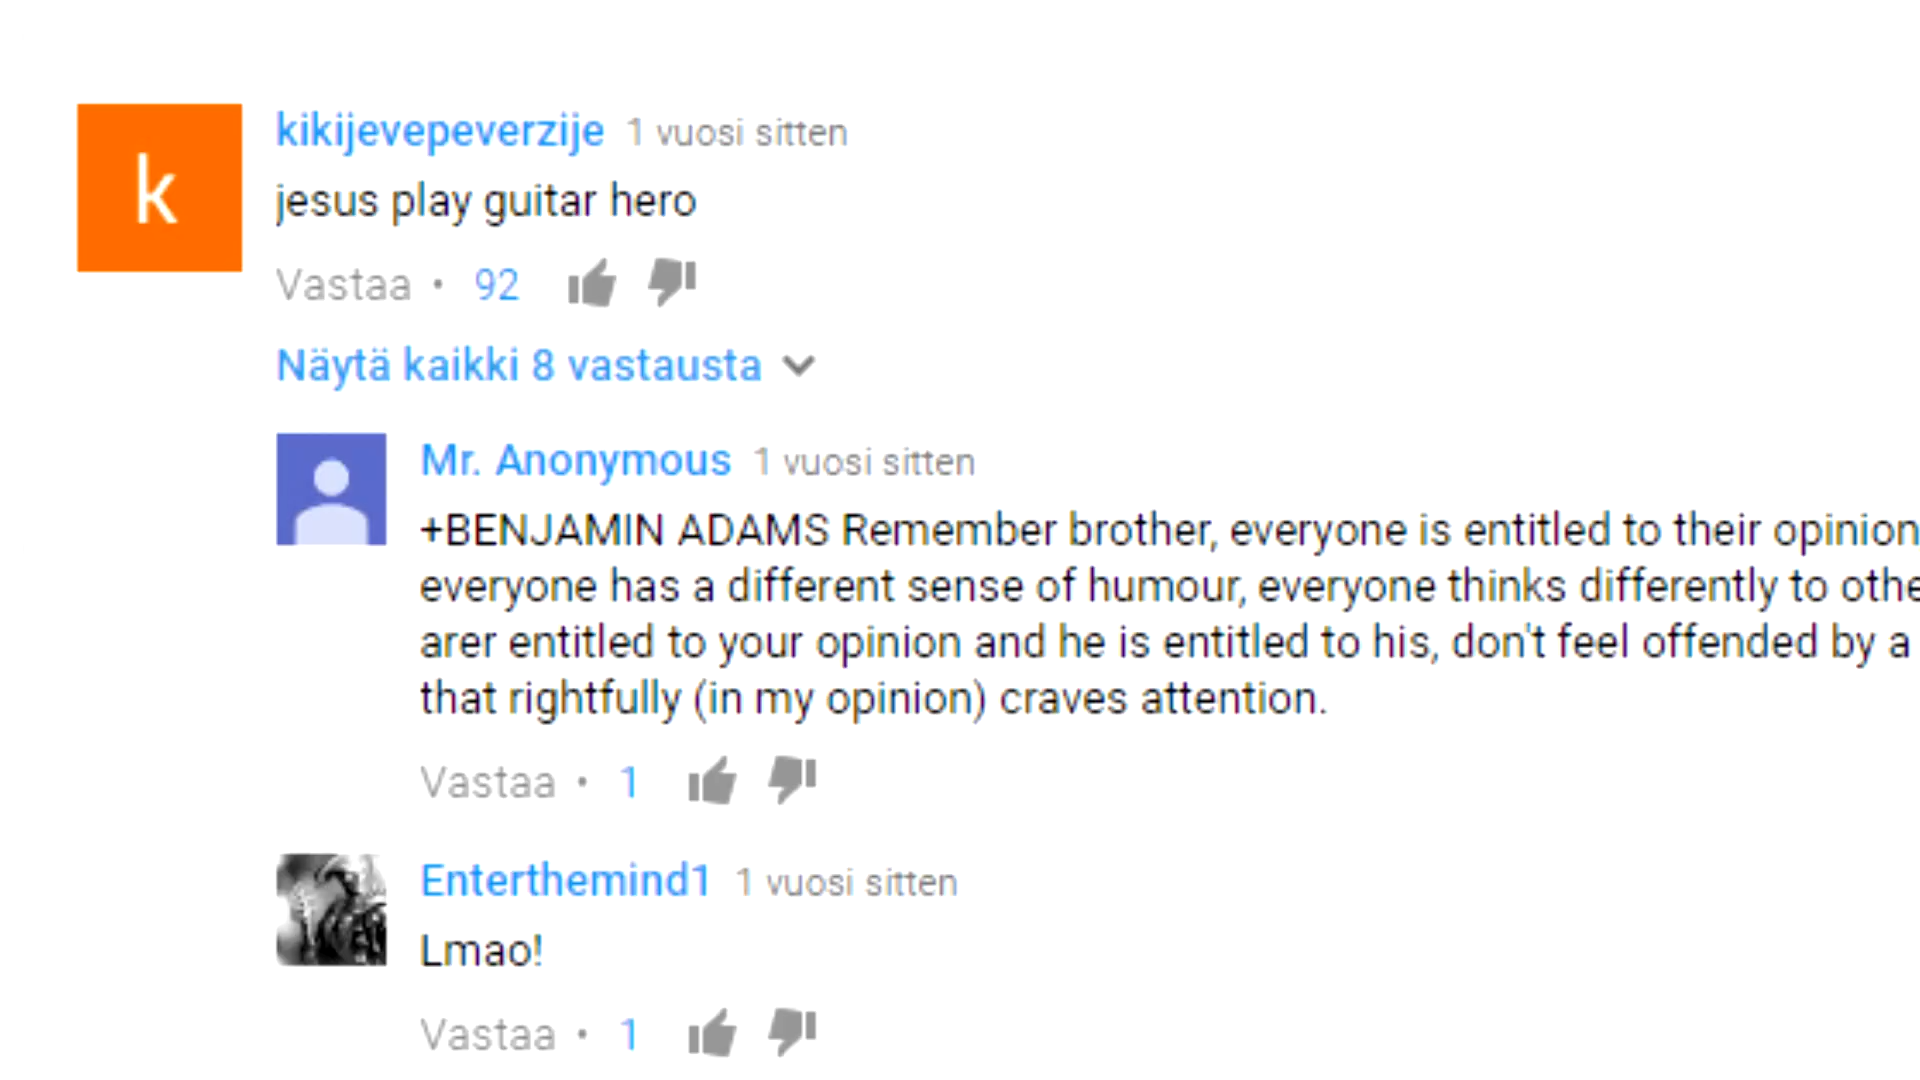 k
kikijevepeverzije 1 vuosi sitten
jesus play guitar hero
Vastaa • 92
Näytä kaikki 8 vastausta
Mr. Anonymous 1 vuosi sitten
+BENJAMIN ADAMS Remember brother, everyone is entitled to their opinion
everyone has a different sense of humour, everyone thinks differently to othe
arer entitled to your opinion and he is entitled to his, don't feel offended by a
that rightfully (in my opinion) craves attention.
Vastaa • 1
Enterthemind1 1 vuosi sitten
Lmao!
Vastaa • 1